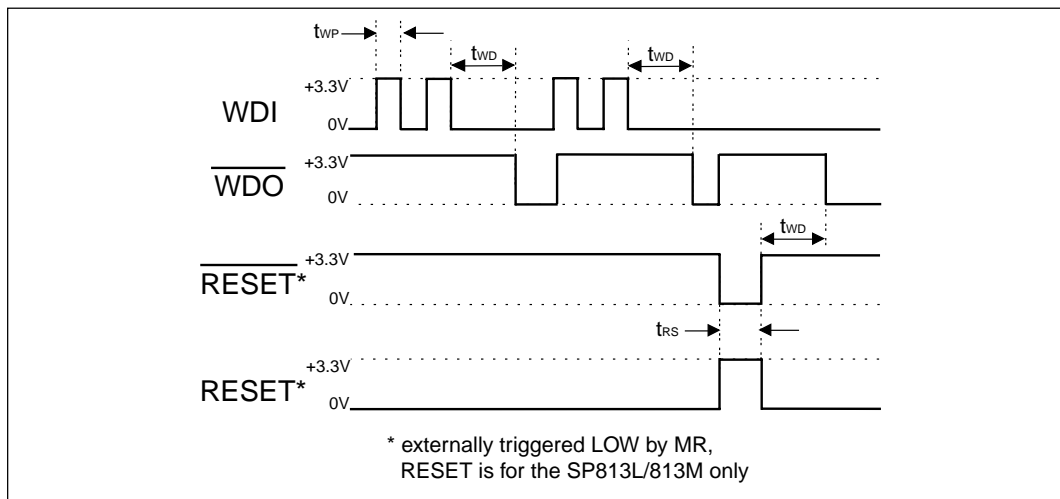 tWP
tWD
tWD
+3.3V
WDI
0V
+3.3V
WDO
0V
tWD
+3.3V
RESET*
0V
tRS
+3.3V
RESET*
0V
* externally triggered LOW by MR,
RESET is for the SP813L/813M only